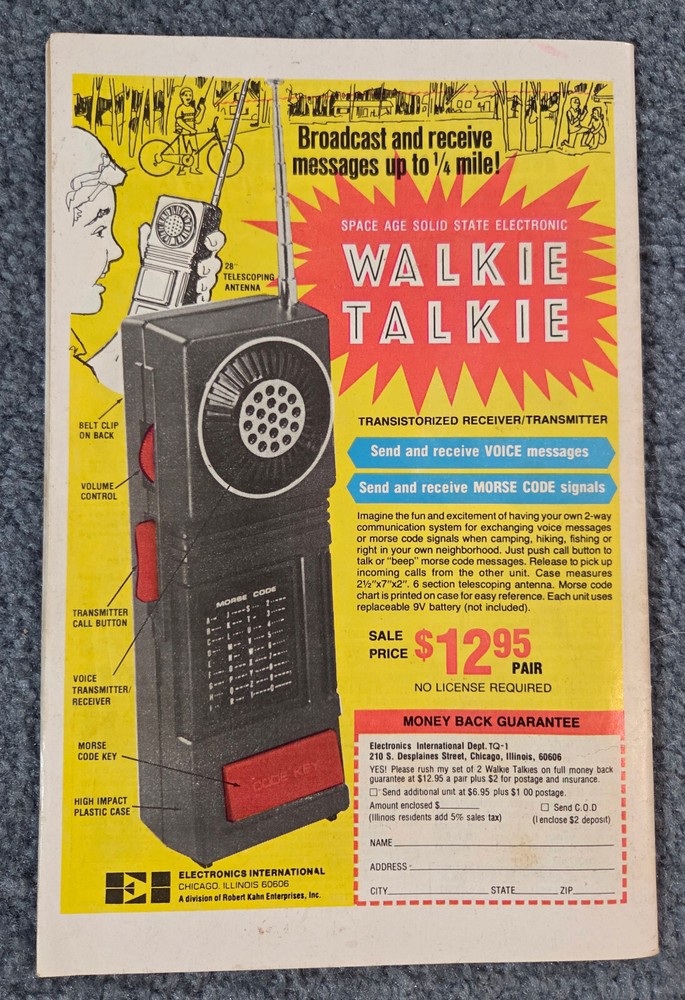 Broadcast and receive
messages up to 1/4 mile!
SPACE AGE SOLID STATE ELECTRONIC
WALKIE
TALKIE
28"
TELESCOPING
ANTENNA
BELT CLIP
ON BACK
VOLUME
CONTROL
TRANSMITTER
CALL BUTTON
VOICE
TRANSMITTER/
RECEIVER
MORSE
CODE KEY
HIGH IMPACT
PLASTIC CASE
MORSE CODE
CODE KEY
TRANSISTORIZED RECEIVER/TRANSMITTER
Send and receive VOICE messages
Send and receive MORSE CODE signals
Imagine the fun and excitement of having your own 2-way
communication system for exchanging voice messages
or morse code signals when camping, hiking, fishing or
right in your own neighborhood. Just push call button to
talk or "beep" morse code messages. Release to pick up
incoming calls from the other unit. Case measures
2½"x7"x2". 6 section telescoping antenna. Morse code
chart is printed on case for easy reference. Each unit uses
replaceable 9V battery (not included).
SALE
PRICE $12.95
PAIR
NO LICENSE REQUIRED
MONEY BACK GUARANTEE
Electronics International Dept. TQ-1
210 S. Desplaines Street, Chicago, Illinois, 60606
YES! Please rush my set of 2 Walkie Talkies on full money back
guarantee at $12.95 a pair plus $2 for postage and insurance.
☐ Send additional unit at $6.95 plus $1 00 postage.
Amount enclosed $ ☐ Send C.O.D
(Illinois residents add 5% sales tax) (I enclose $2 deposit)
NAME
ADDRESS
CITY STATE ZIP
EI ELECTRONICS INTERNATIONAL
CHICAGO, ILLINOIS 60606
A division of Robert Kahn Enterprises, Inc.